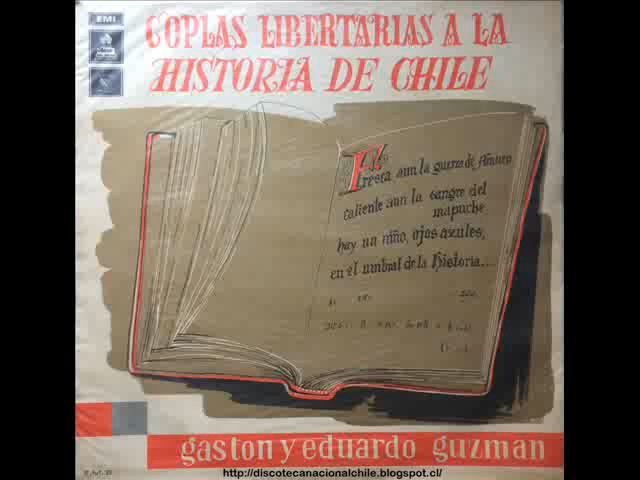 EMI
COPLAS LIBERTARIAS A LA
HISTORIA DE CHILE
Fresca aun la guerra de Arauco
caliente aun la sangre del
mapuche
hay un niño, ojos azules,
en el umbral de la historia...
gaston y eduardo guzman
http://discotecanacionalchile.blogspot.cl/